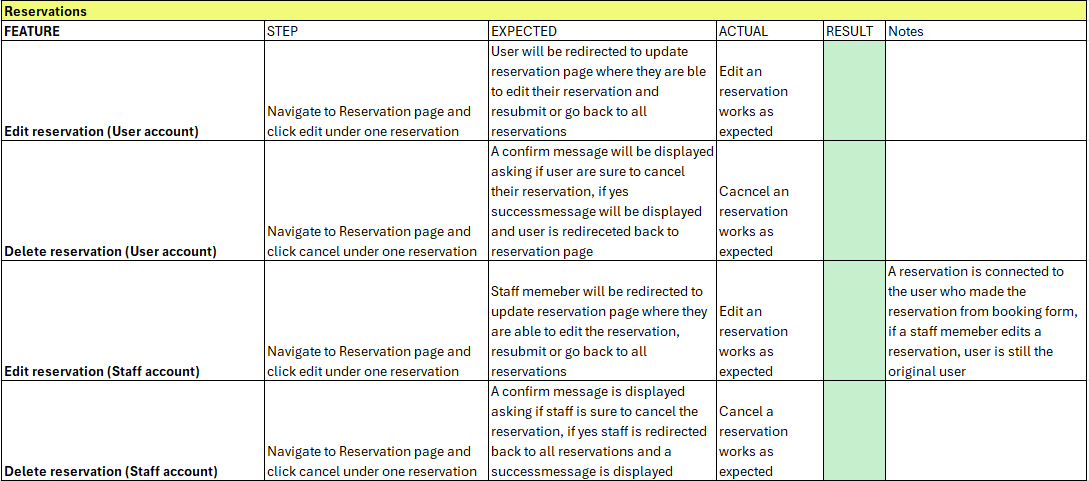 Reservations
FEATURE STEP EXPECTED ACTUAL RESULT Notes
Edit reservation (User account)
Navigate to Reservation page and
click edit under one reservation
User will be redirected to update
reservation page where they are ble
to edit their reservation and
resubmit or go back to all
reservations
Edit an
reservation
works as
expected
Delete reservation (User account)
Navigate to Reservation page and
click cancel under one reservation
A confirm message will be displayed
asking if user are sure to cancel
their reservation, if yes
successmessage will be displayed
and user is redireceted back to
reservation page
Cacncel an
reservation
works as
expected
Edit reservation (Staff account)
Navigate to Reservation page and
click edit under one reservation
Staff memeber will be redirected to
update reservation page where they
are able to edit the reservation,
resubmit or go back to all
reservations
Edit an
reservation
works as
expected
A reservation is connected to
the user who made the
reservation from booking form,
if a staff memeber edits a
reservation, user is still the
original user
Delete reservation (Staff account)
Navigate to Reservation page and
click cancel under one reservation
A confirm message is displayed
asking if staff is sure to cancel the
reservation, if yes staff is redirected
back to all reservations and a
successmessage is displayed
Cancel a
reservation
works as
expected